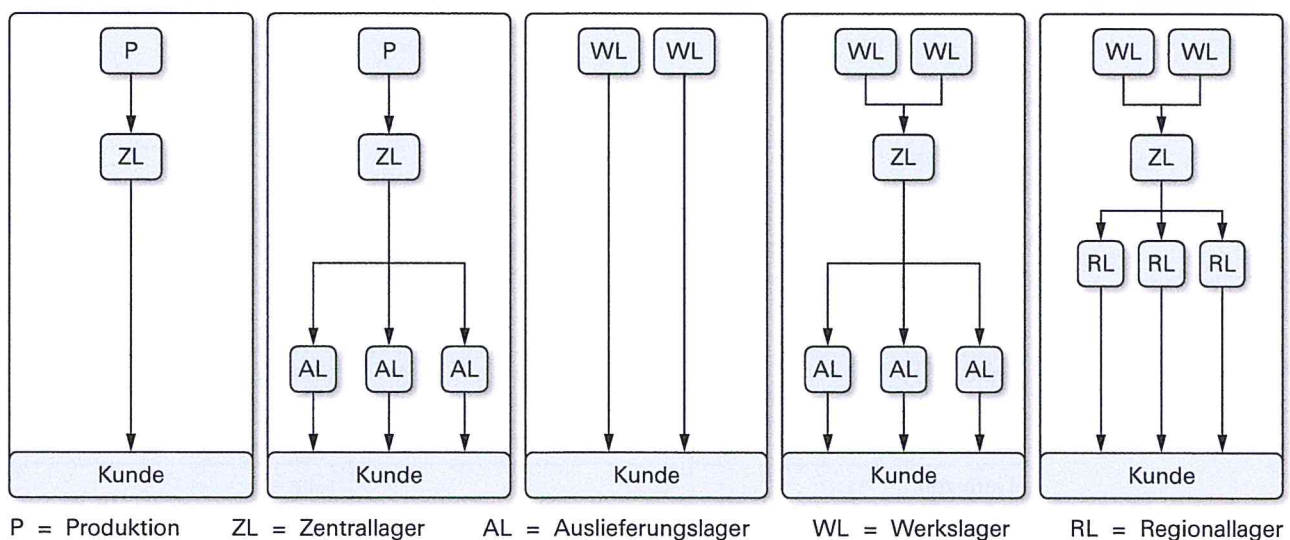 P P WL WL WL WL WL WL
ZL ZL ZL ZL
RL RL RL
AL AL AL AL AL AL
Kunde Kunde Kunde Kunde Kunde
P = Produktion ZL = Zentrallager AL = Auslieferungslager WL = Werkslager RL = Regionallager